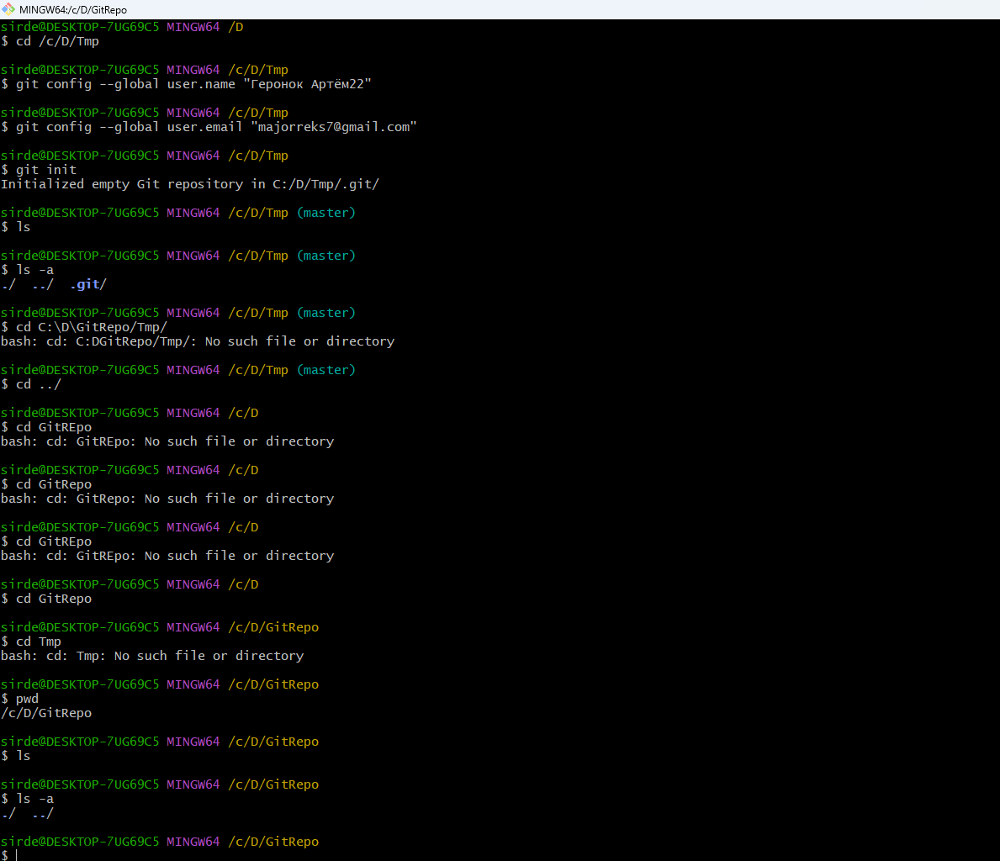 MINGW64:/c/D/GitRepo
sirde@DESKTOP-7UG69C5 MINGW64 /D
$ cd /c/D/Tmp
sirde@DESKTOP-7UG69C5 MINGW64 /c/D/Tmp
$ git config --global user.name "Геронок Артём22"
sirde@DESKTOP-7UG69C5 MINGW64 /c/D/Tmp
$ git config --global user.email "majorreks7@gmail.com"
sirde@DESKTOP-7UG69C5 MINGW64 /c/D/Tmp
$ git init
Initialized empty Git repository in C:/D/Tmp/.git/
sirde@DESKTOP-7UG69C5 MINGW64 /c/D/Tmp (master)
$ ls
sirde@DESKTOP-7UG69C5 MINGW64 /c/D/Tmp (master)
$ ls -a
./  ../  .git/
sirde@DESKTOP-7UG69C5 MINGW64 /c/D/Tmp (master)
$ cd C:\D\GitRepo/Tmp/
bash: cd: C:DGitRepo/Tmp/: No such file or directory
sirde@DESKTOP-7UG69C5 MINGW64 /c/D/Tmp (master)
$ cd ../
sirde@DESKTOP-7UG69C5 MINGW64 /c/D
$ cd GitREpo
bash: cd: GitREpo: No such file or directory
sirde@DESKTOP-7UG69C5 MINGW64 /c/D
$ cd GitRepo
bash: cd: GitRepo: No such file or directory
sirde@DESKTOP-7UG69C5 MINGW64 /c/D
$ cd GitREpo
bash: cd: GitREpo: No such file or directory
sirde@DESKTOP-7UG69C5 MINGW64 /c/D
$ cd GitRepo
sirde@DESKTOP-7UG69C5 MINGW64 /c/D/GitRepo
$ cd Tmp
bash: cd: Tmp: No such file or directory
sirde@DESKTOP-7UG69C5 MINGW64 /c/D/GitRepo
$ pwd
/c/D/GitRepo
sirde@DESKTOP-7UG69C5 MINGW64 /c/D/GitRepo
$ ls
sirde@DESKTOP-7UG69C5 MINGW64 /c/D/GitRepo
$ ls -a
./  ../
sirde@DESKTOP-7UG69C5 MINGW64 /c/D/GitRepo
$